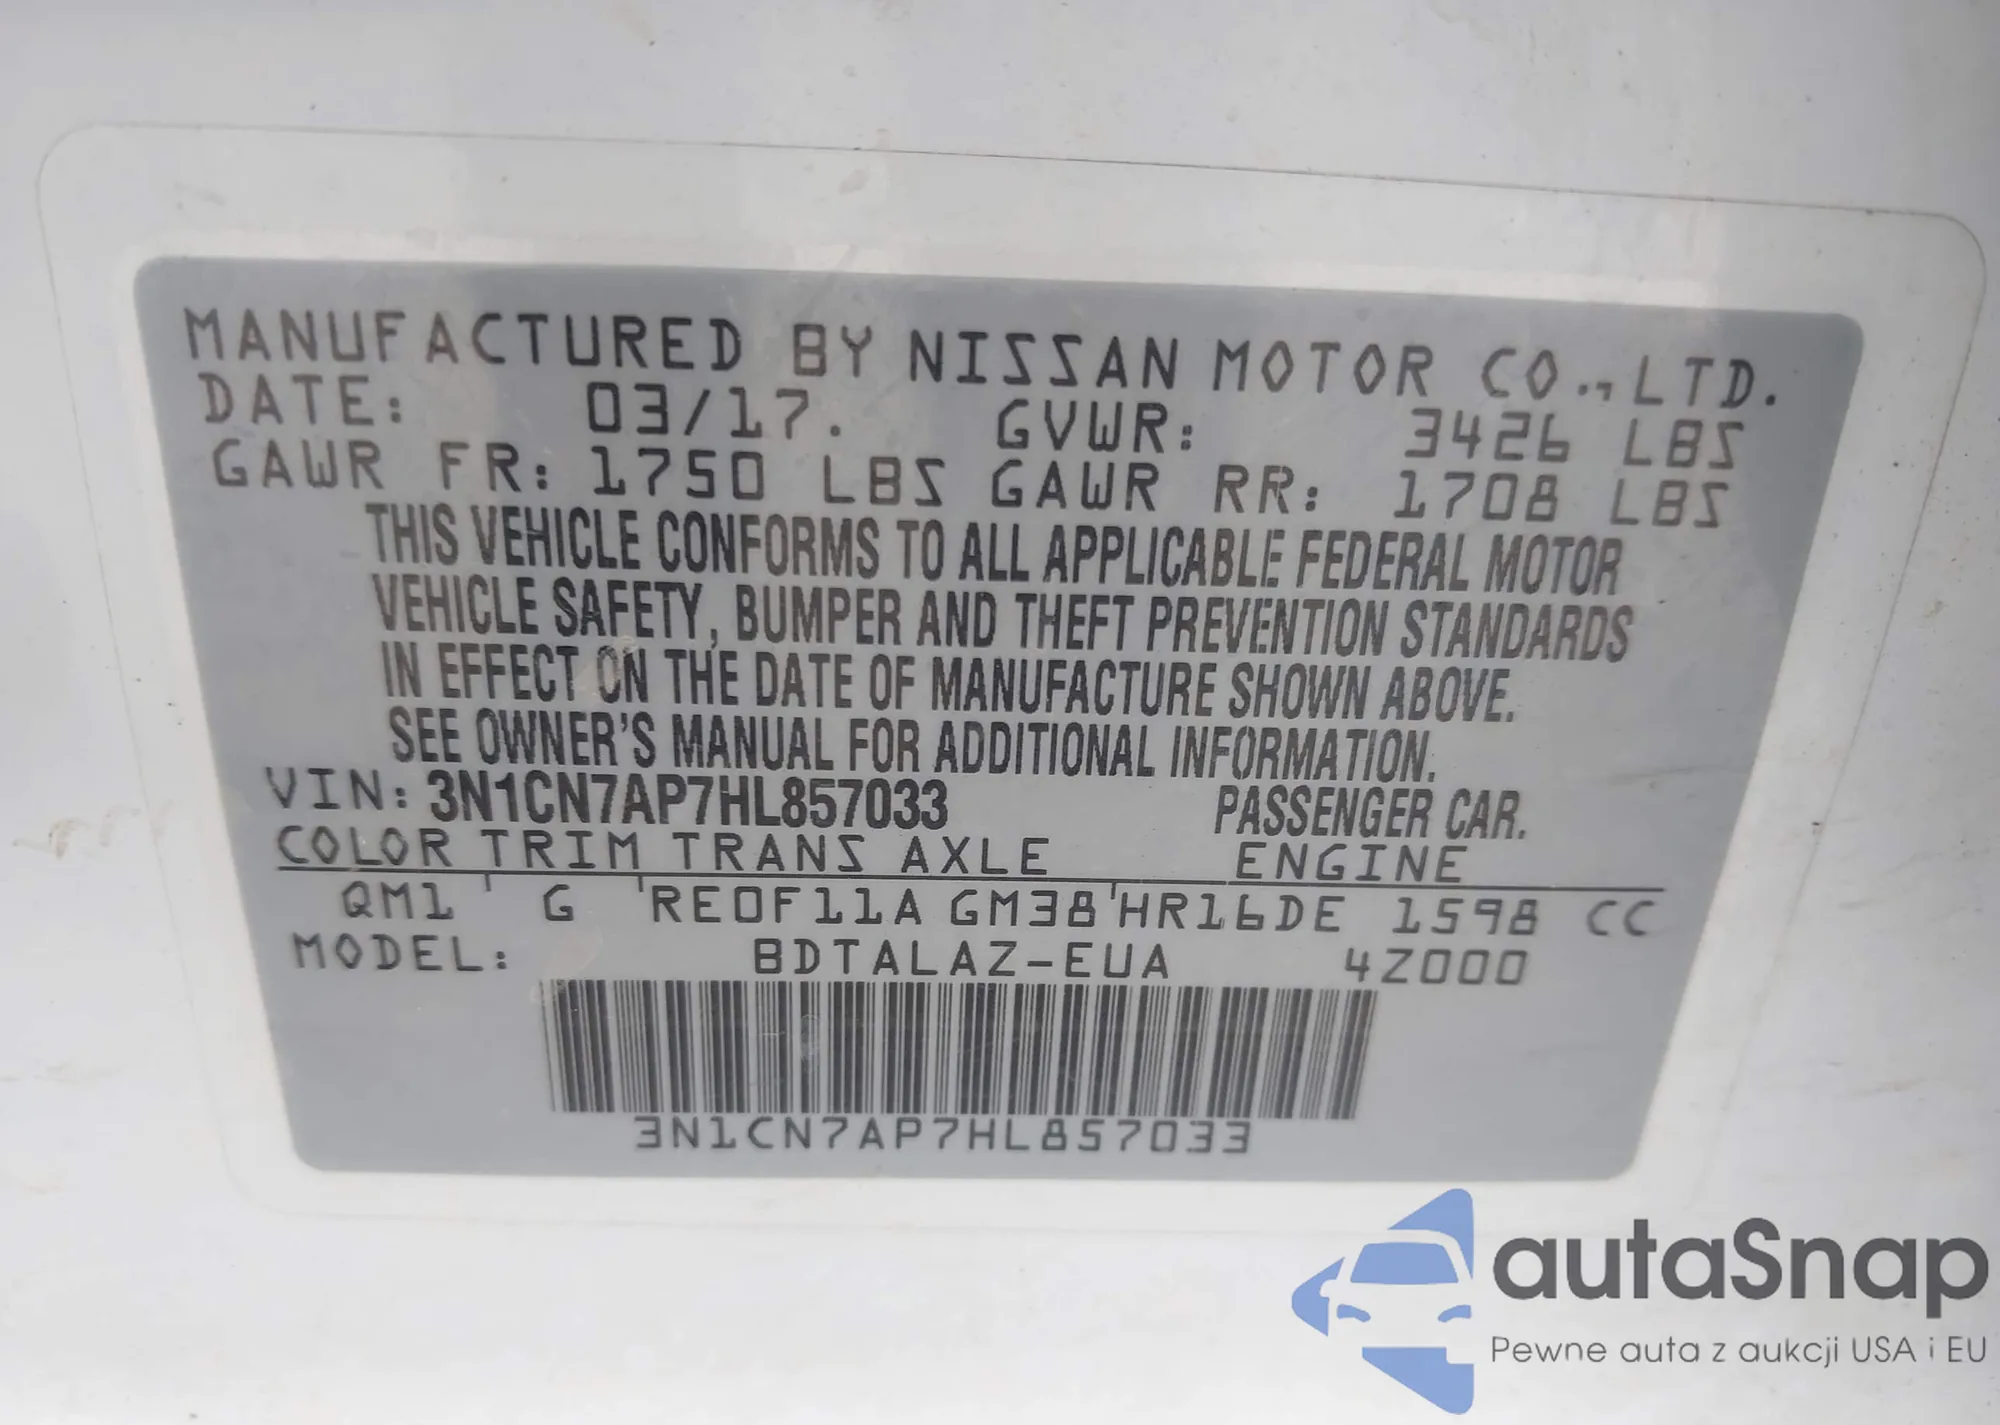 MANUFACTURED BY NISSAN MOTOR CO.,LTD.
DATE: 03/17. GVWR: 3426 LBS
GAWR FR: 1750 LBS GAWR RR: 1708 LBS
THIS VEHICLE CONFORMS TO ALL APPLICABLE FEDERAL MOTOR
VEHICLE SAFETY, BUMPER AND THEFT PREVENTION STANDARDS
IN EFFECT ON THE DATE OF MANUFACTURE SHOWN ABOVE.
SEE OWNER'S MANUAL FOR ADDITIONAL INFORMATION.
VIN: 3N1CN7AP7HL857033 PASSENGER CAR.
COLOR TRIM TRANS AXLE ENGINE
QM1 G RE0F11A GM38 HR16DE 1598 CC
MODEL: BDTALAZ-EUA 4Z000
3N1CN7AP7HL857033
autaSnap
Pewne auta z aukcji USA i EU